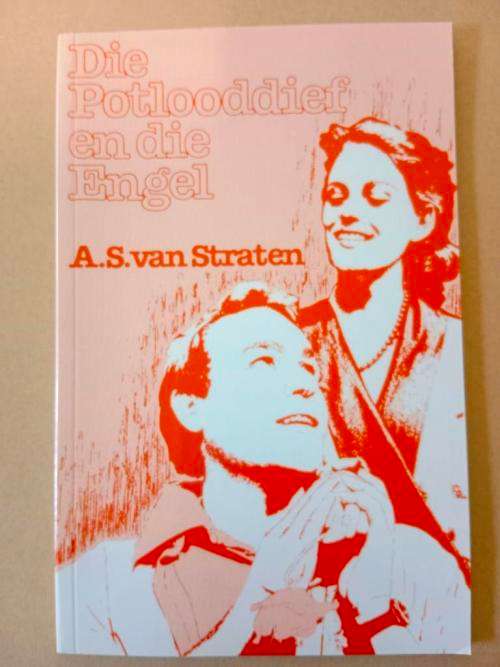 Die
Potlooddief
en die
Engel
A.S. van Straten